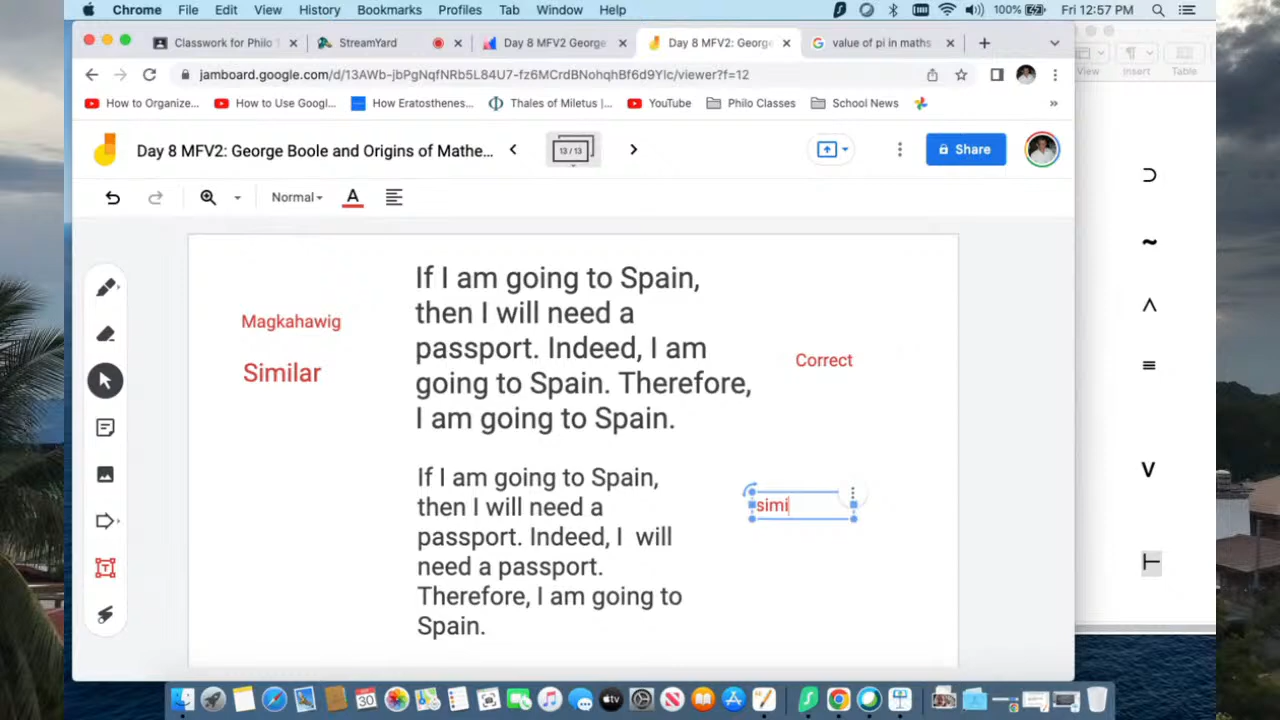 Chrome File Edit View History Bookmarks Profiles Tab Window Help 100% Fri 12:57 PM
Classwork for Philo 1 StreamYard Day 8 MFV2 George Day 8 MFV2: George value of pi in maths
jamboard.google.com/d/13AWb-jbPgNqfNRb5L84U7-fz6MCrdBNohqhBf6d9Ylc/viewer?f=12
How to Organize... How to Use Googl... How Eratosthenes... Thales of Miletus |... YouTube Philo Classes School News »
View Insert Table
Day 8 MFV2: George Boole and Origins of Mathe... 13 / 13 Share
Normal A
If I am going to Spain,
then I will need a
passport. Indeed, I am
going to Spain. Therefore,
I am going to Spain.
Magkahawig
Similar
Correct
If I am going to Spain,
then I will need a
passport. Indeed, I will
need a passport.
Therefore, I am going to
Spain.
simi
⊃
~
^
≡
v
⊢